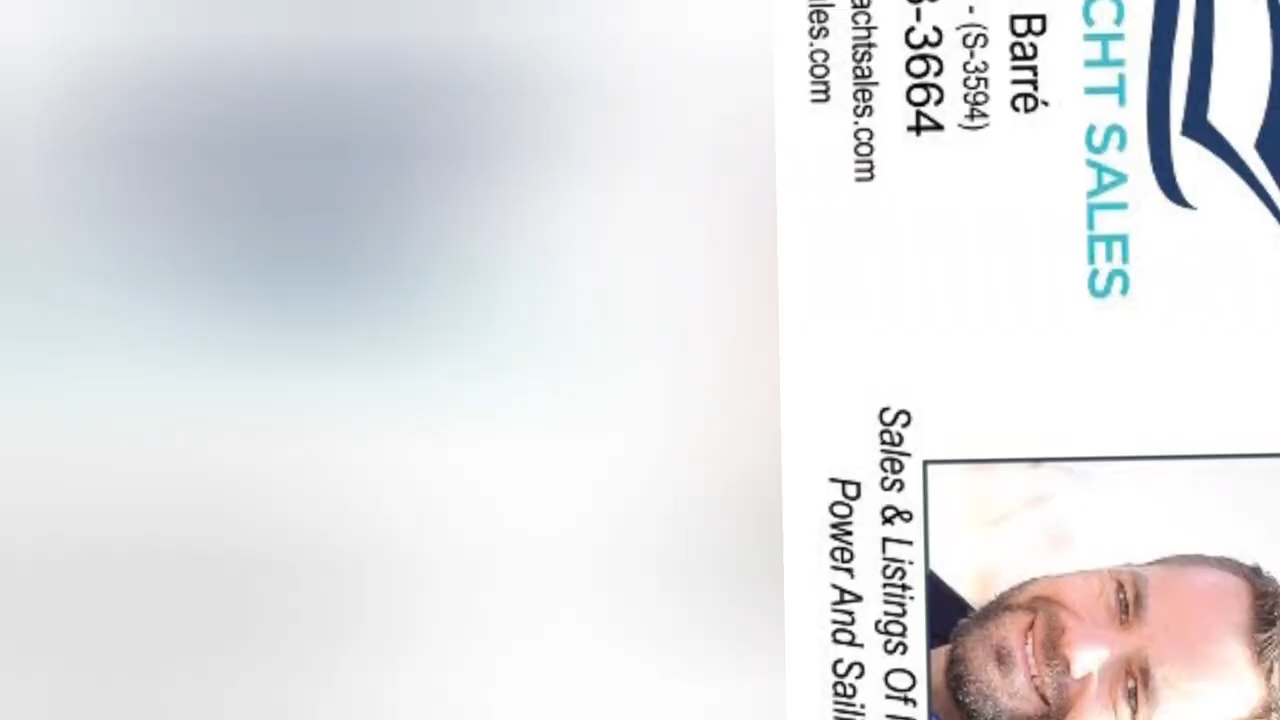 CHT SALES
Barré
- (S-3594)
-3664
achtsales.com
les.com
Sales & Listings Of
Power And Sail